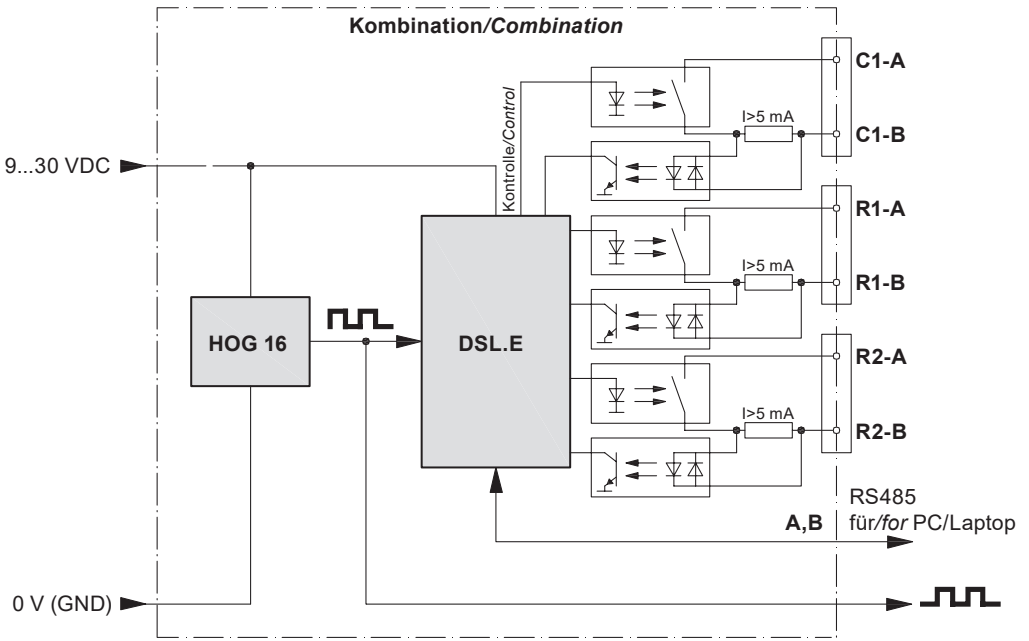 Kombination/Combination
C1-A
I>5 mA
C1-B
Kontrolle/Control
9...30 VDC
R1-A
I>5 mA
R1-B
HOG 16
DSL.E
R2-A
I>5 mA
R2-B
RS485
A,B
für/for PC/Laptop
0 V (GND)